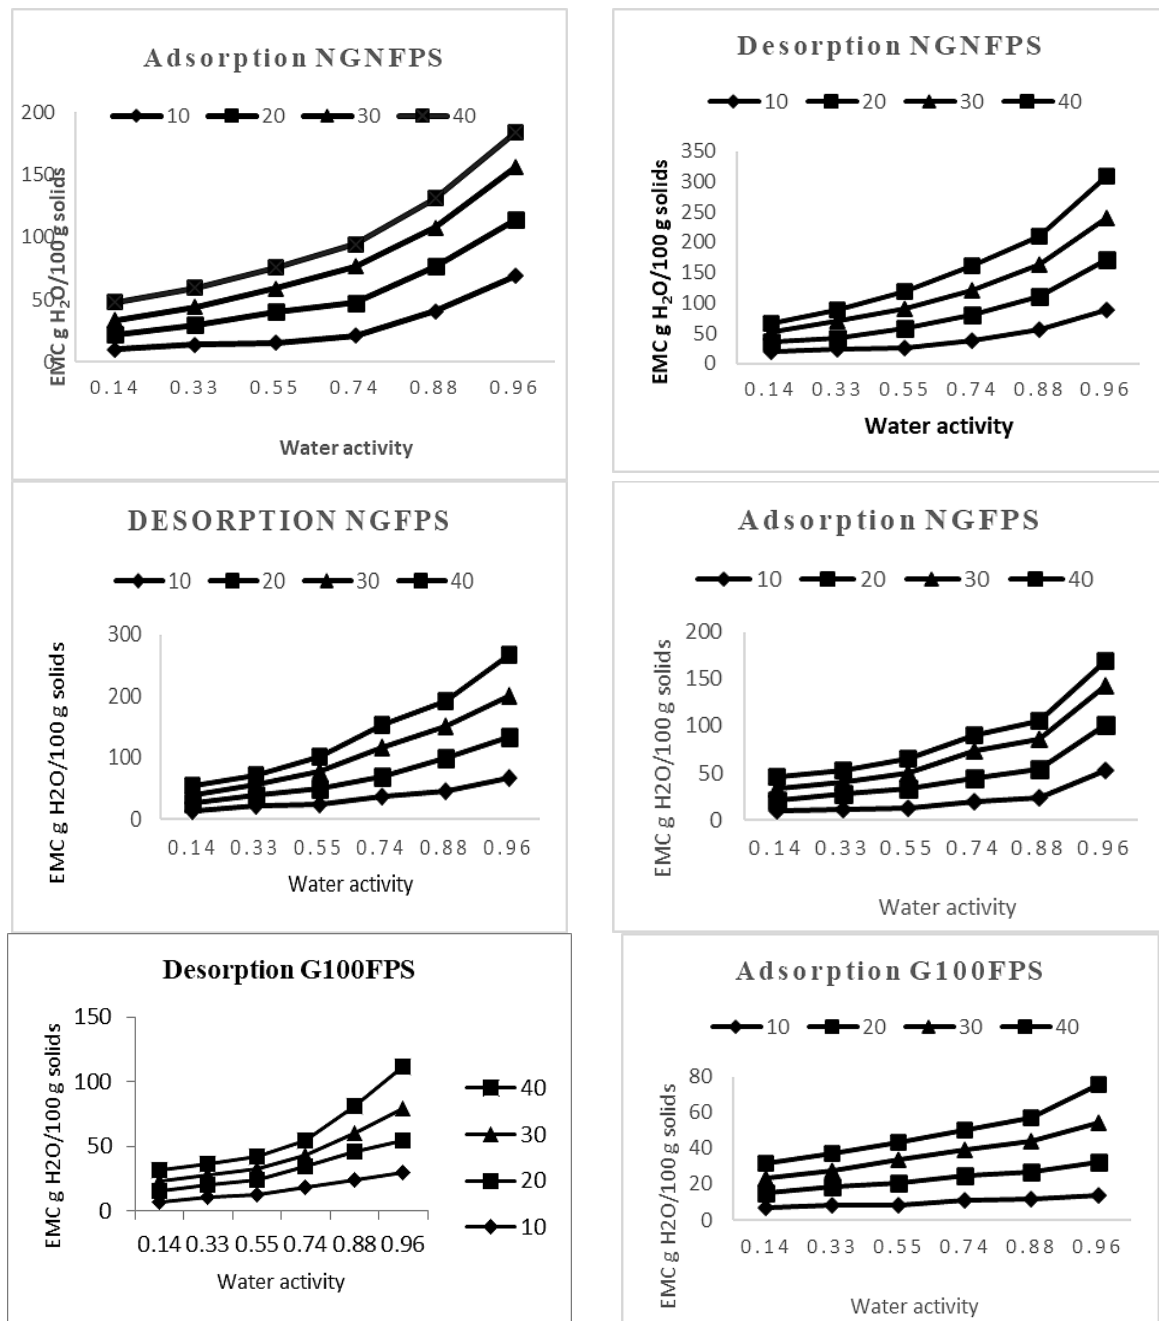 Adsorption NGNFPS
10 20 30 40
EMC g H₂O/100 g solids
200
150
100
50
0
0.14 0.33 0.55 0.74 0.88 0.96
Water activity
Desorption NGNFPS
10 20 30 40
EMC g H₂O/100 g solids
350
300
250
200
150
100
50
0
0.14 0.33 0.55 0.74 0.88 0.96
Water activity
DESORPTION NGFPS
10 20 30 40
EMC g H2O/100 g solids
300
200
100
0
0.14 0.33 0.55 0.74 0.88 0.96
Water activity
Adsorption NGFPS
10 20 30 40
EMC g H2O/100 g solids
200
150
100
50
0
0.14 0.33 0.55 0.74 0.88 0.96
Water activity
Desorption G100FPS
EMC g H2O/100 g solids
150
100
50
0
0.14 0.33 0.55 0.74 0.88 0.96
Water activity
40
30
20
10
Adsorption G100FPS
10 20 30 40
EMC g H2O/100 g solids
80
60
40
20
0
0.14 0.33 0.55 0.74 0.88 0.96
Water activity